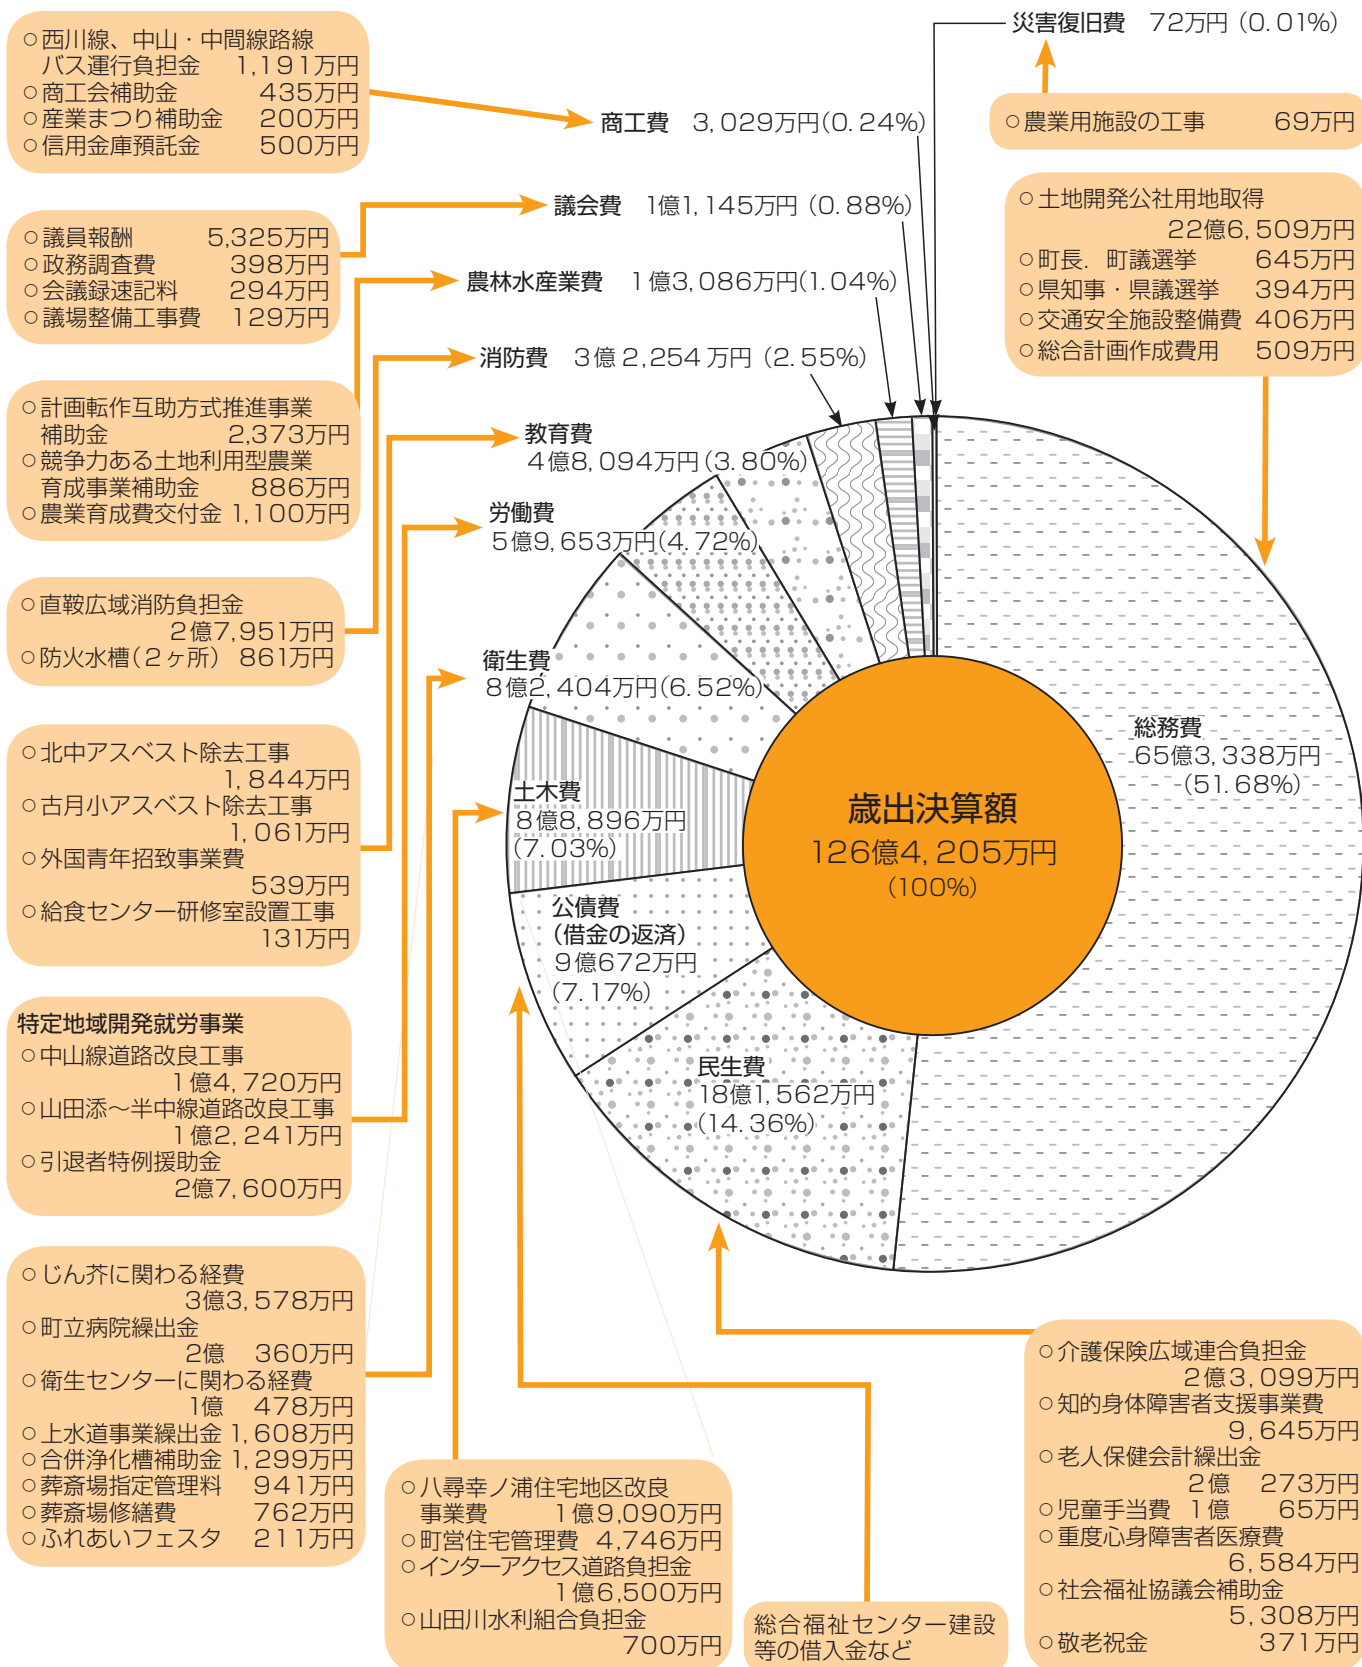 ○西川線、中山・中間線路線
バス運行負担金 1,191万円
○商工会補助金 435万円
○産業まつり補助金 200万円
○信用金庫預託金 500万円
商工費 3,029万円(0.24%)
災害復旧費 72万円(0.01%)
○農業用施設の工事 69万円
○議員報酬 5,325万円
○政務調査費 398万円
○会議録速記料 294万円
○議場整備工事費 129万円
議会費 1億1,145万円(0.88%)
○土地開発公社用地取得
22億6,509万円
○町長.町議選挙 645万円
○県知事・県議選挙 394万円
○交通安全施設整備費 406万円
○総合計画作成費用 509万円
農林水産業費 1億3,086万円(1.04%)
○計画転作互助方式推進事業
補助金 2,373万円
○競争力ある土地利用型農業
育成事業補助金 886万円
○農業育成費交付金 1,100万円
消防費 3億2,254万円(2.55%)
○直鞍広域消防負担金
2億7,951万円
○防火水槽(2ヶ所) 861万円
教育費
4億8,094万円(3.80%)
○北中アスベスト除去工事
1,844万円
○古月小アスベスト除去工事
1,061万円
○外国青年招致事業費
539万円
○給食センター研修室設置工事
131万円
労働費
5億9,653万円(4.72%)
特定地域開発就労事業
○中山線道路改良工事
1億4,720万円
○山田添〜半中線道路改良工事
1億2,241万円
○引退者特例援助金
2億7,600万円
衛生費
8億2,404万円(6.52%)
○じん芥に関わる経費
3億3,578万円
○町立病院繰出金
2億 360万円
○衛生センターに関わる経費
1億 478万円
○上水道事業繰出金 1,608万円
○合併浄化槽補助金 1,299万円
○葬斎場指定管理料 941万円
○葬斎場修繕費 762万円
○ふれあいフェスタ 211万円
土木費
8億8,896万円
(7.03%)
○八尋幸ノ浦住宅地区改良
事業費 1億9,090万円
○町営住宅管理費 4,746万円
○インターアクセス道路負担金
1億6,500万円
○山田川水利組合負担金
700万円
公債費
(借金の返済)
9億672万円
(7.17%)
総合福祉センター建設
等の借入金など
民生費
18億1,562万円
(14.36%)
○介護保険広域連合負担金
2億3,099万円
○知的身体障害者支援事業費
9,645万円
○老人保健会計繰出金
2億 273万円
○児童手当費 1億 65万円
○重度心身障害者医療費
6,584万円
○社会福祉協議会補助金
5,308万円
○敬老祝金 371万円
総務費
65億3,338万円
(51.68%)
歳出決算額
126億4,205万円
(100%)